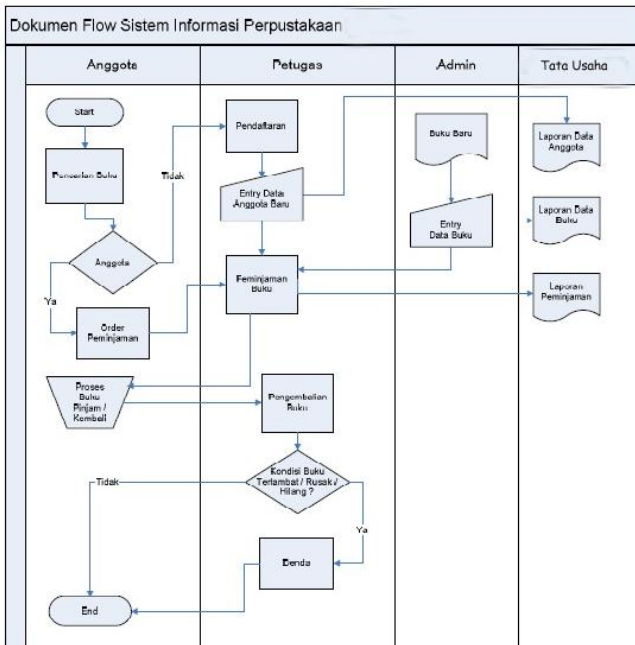 Dokumen Flow Sistem Informasi Perpustakaan
Anggota
Petugas
Admin
Tata Usaha
Start
Pencarian Buku
Anggota
Tidak
Ya
Order
Peminjaman
Proses
Buku
Pinjam /
Kembali
Tidak
End
Pendaftaran
Entry Data
Anggota Baru
Peminjaman
Buku
Pengembalian
Buku
Kondisi Buku
Terlambat / Rusak /
Hilang ?
Ya
Denda
Buku Baru
Entry
Data Buku
Laporan Data
Anggota
Laporan Data
Buku
Laporan
Peminjaman